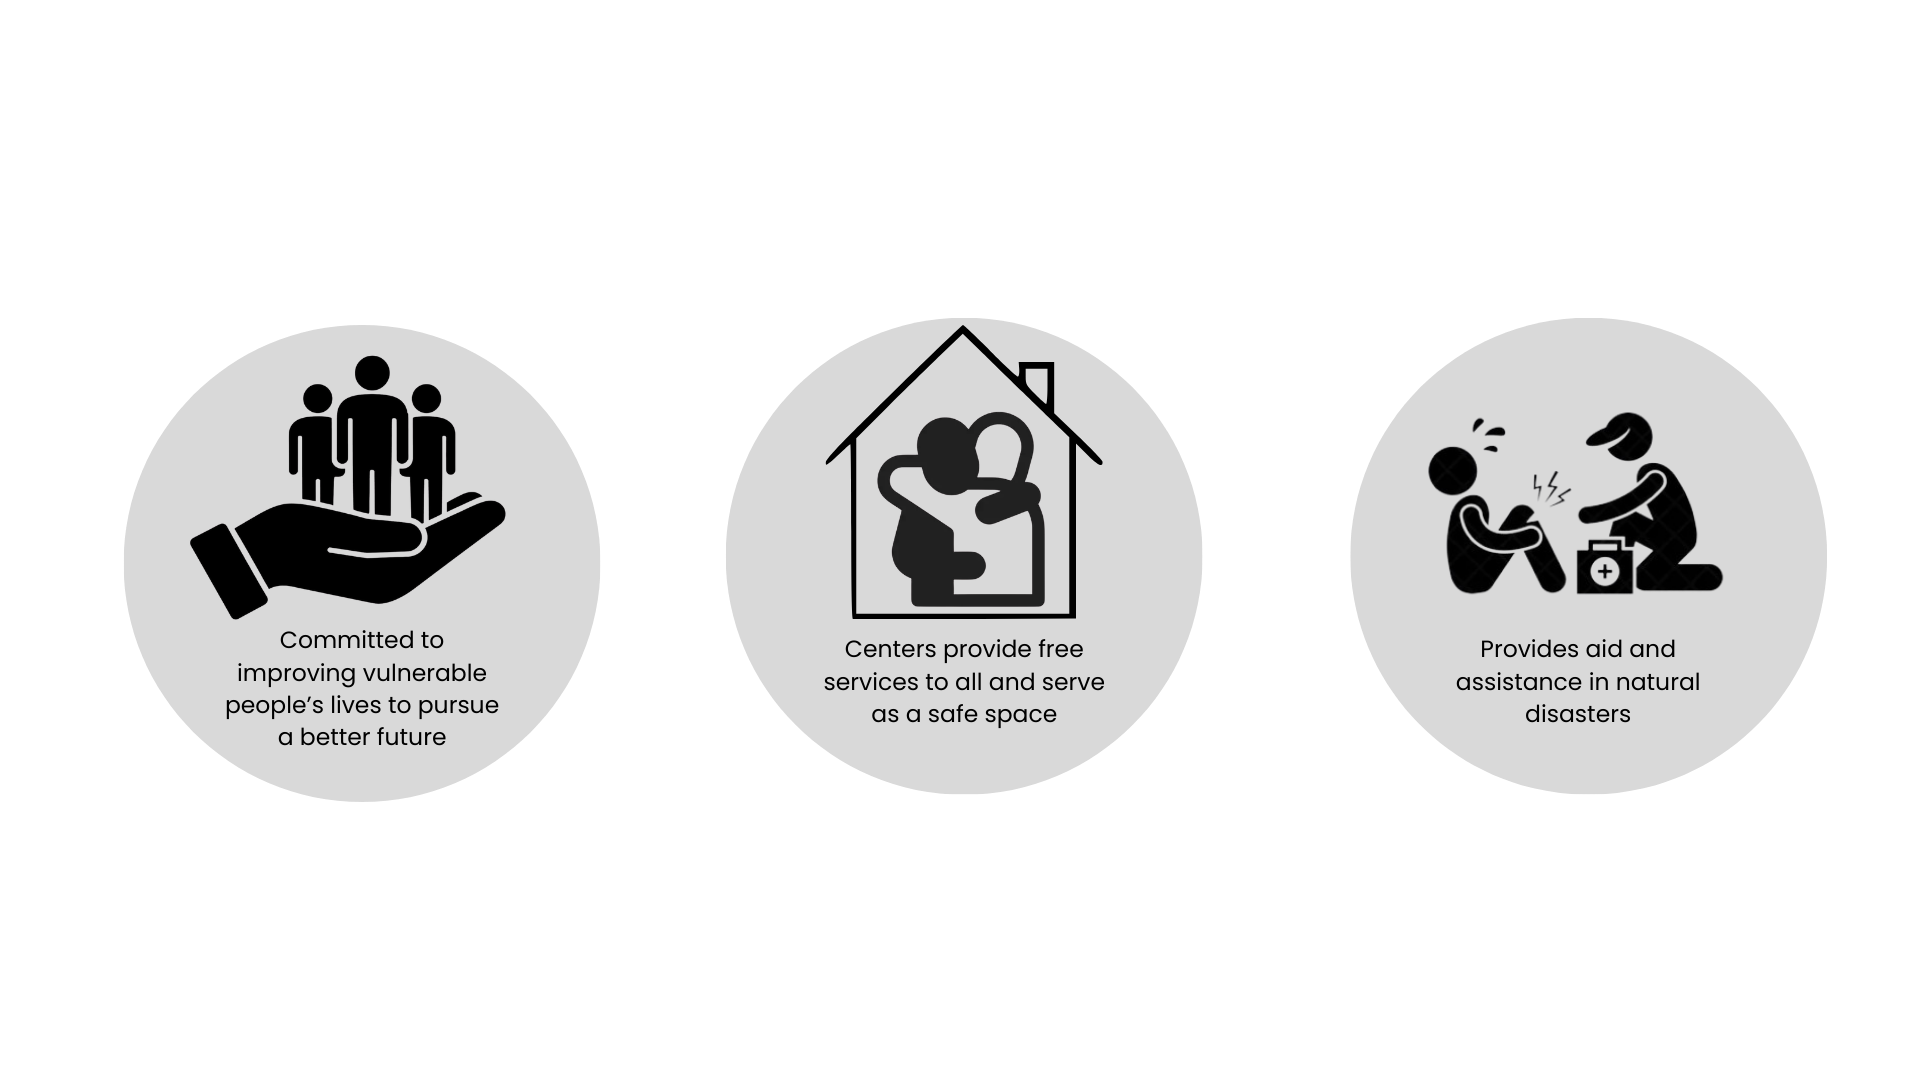 Committed to
improving vulnerable
people’s lives to pursue
a better future
Centers provide free
services to all and serve
as a safe space
Provides aid and
assistance in natural
disasters